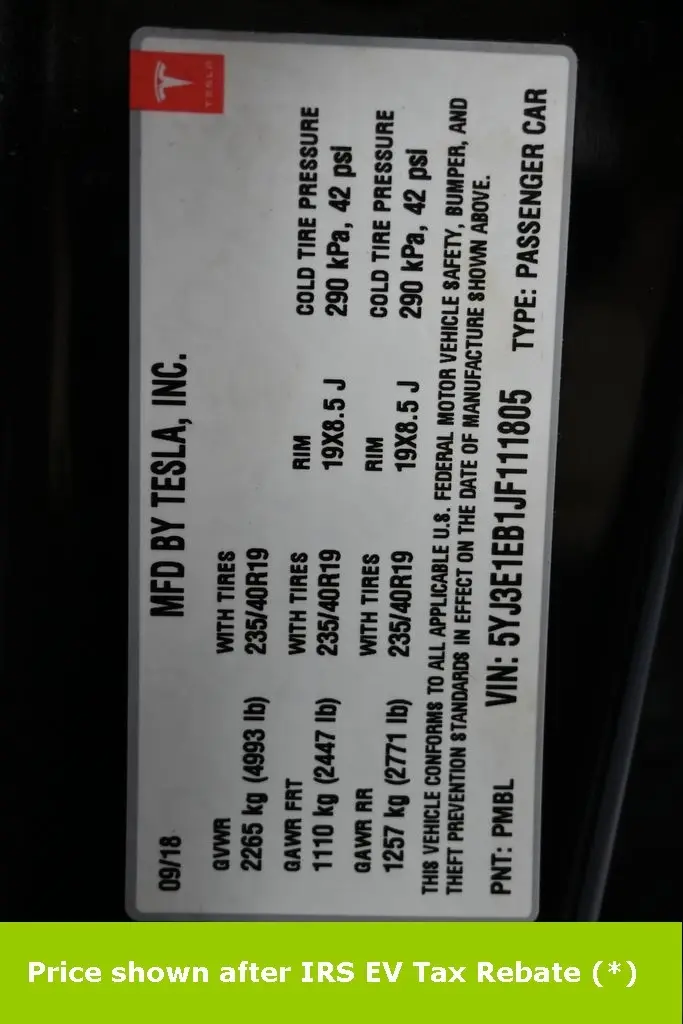 TESLA
09/18 MFD BY TESLA, INC.
GVWR WITH TIRES
2265 kg (4993 lb) 235/40R19
GAWR FRT WITH TIRES RIM COLD TIRE PRESSURE
1110 kg (2447 lb) 235/40R19 19X8.5 J 290 kPa, 42 psi
GAWR RR WITH TIRES RIM COLD TIRE PRESSURE
1257 kg (2771 lb) 235/40R19 19X8.5 J 290 kPa, 42 psi
THIS VEHICLE CONFORMS TO ALL APPLICABLE U.S. FEDERAL MOTOR VEHICLE SAFETY, BUMPER, AND
THEFT PREVENTION STANDARDS IN EFFECT ON THE DATE OF MANUFACTURE SHOWN ABOVE.
PNT: PMBL VIN: 5YJ3E1EB1JF111805 TYPE: PASSENGER CAR
Price shown after IRS EV Tax Rebate (*)